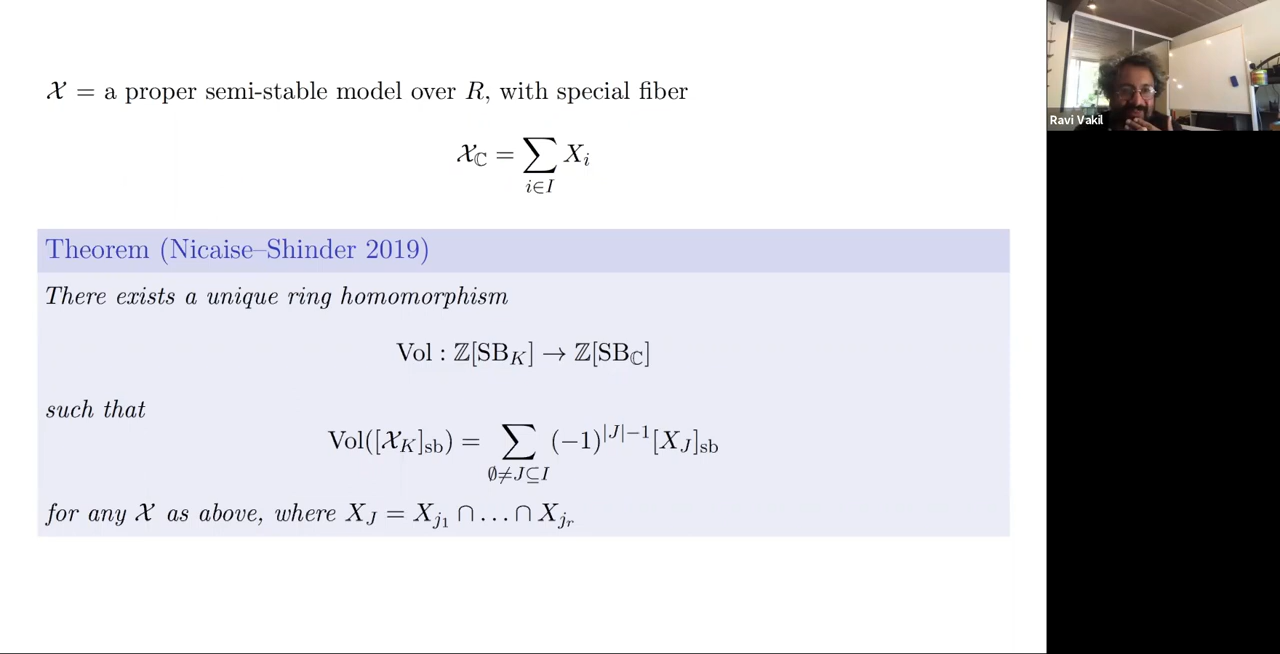 𝒳 = a proper semi-stable model over R, with special fiber
𝒳_ℂ = ∑_{i∈I} X_i
Theorem (Nicaise–Shinder 2019)
There exists a unique ring homomorphism
Vol : ℤ[SB_K] → ℤ[SB_ℂ]
such that
Vol([𝒳_K]_sb) = ∑_{∅≠J⊆I} (−1)^{|J|−1}[X_J]_sb
for any 𝒳 as above, where X_J = X_{j_1} ∩ … ∩ X_{j_r}
Ravi Vakil